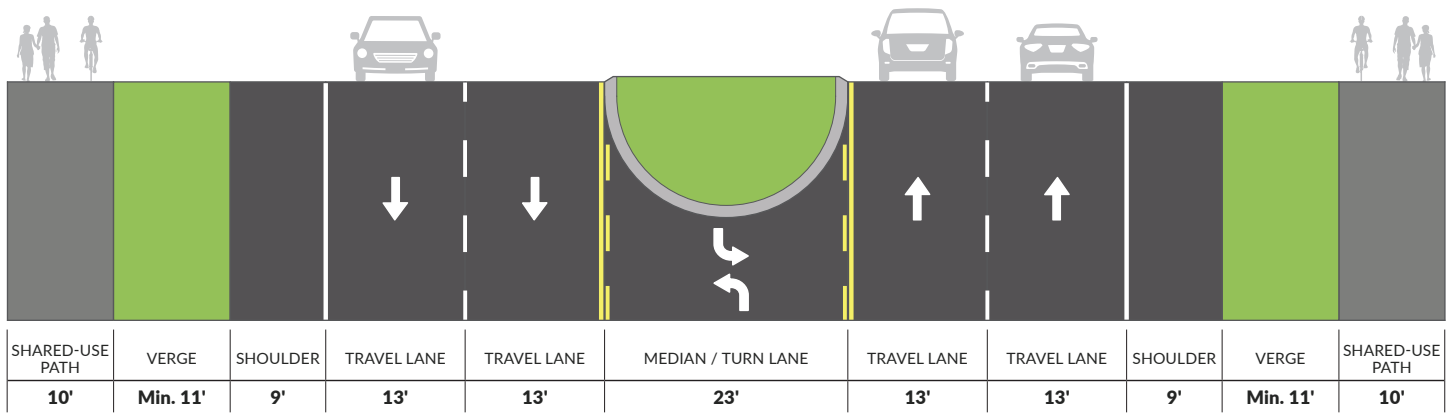 SHARED-USE PATH VERGE SHOULDER TRAVEL LANE TRAVEL LANE MEDIAN / TURN LANE TRAVEL LANE TRAVEL LANE SHOULDER VERGE SHARED-USE PATH
10' Min. 11' 9' 13' 13' 23' 13' 13' 9' Min. 11' 10'